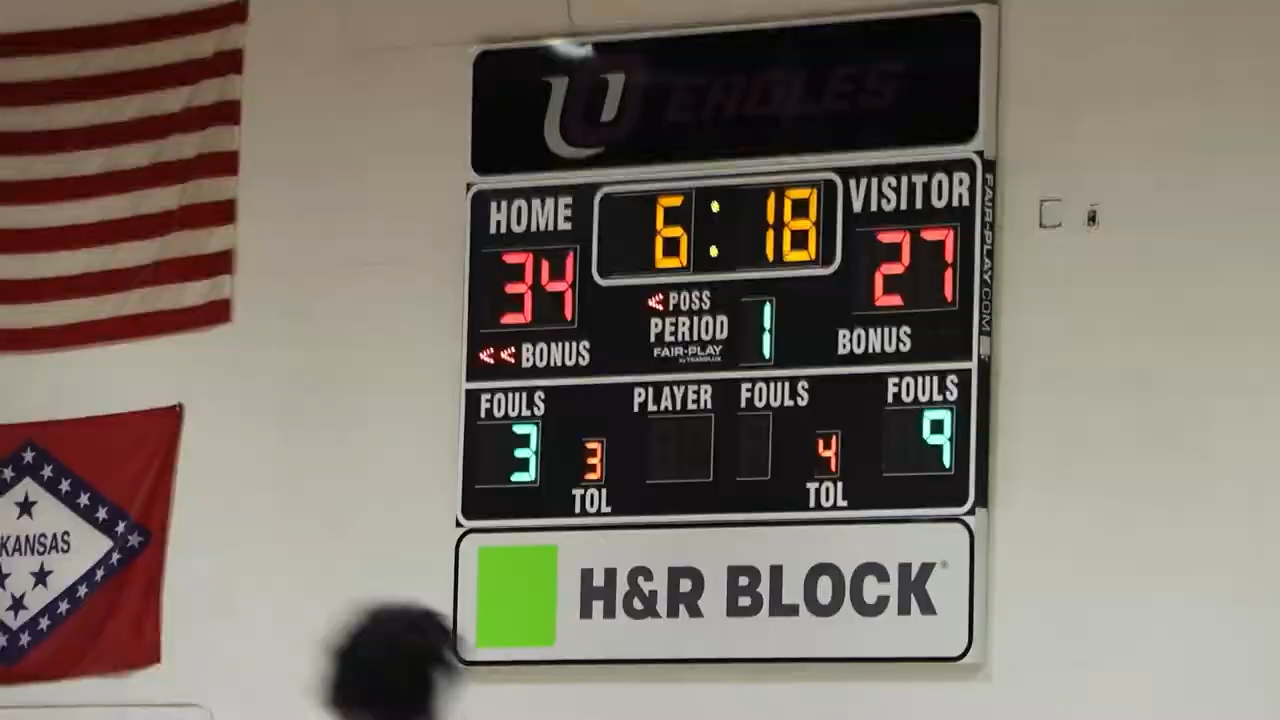 U EAGLES
HOME
6:18
VISITOR
34
27
< POSS
PERIOD
1
FAIR-PLAY
<< BONUS
BONUS
FOULS
PLAYER
FOULS
FOULS
3
3
4
9
TOL
TOL
H&R BLOCK
FAIR-PLAY.COM
KANSAS